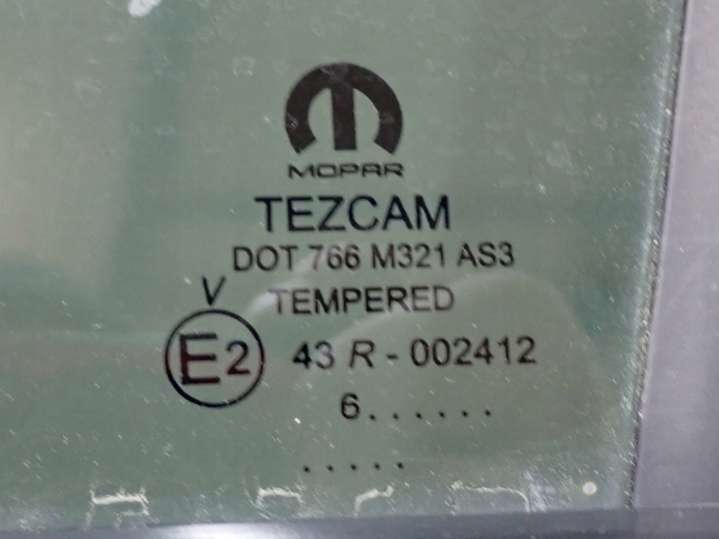 MOPAR
TEZCAM
DOT 766 M321 AS3
TEMPERED
V
E2 43 R - 002412
6......
.....